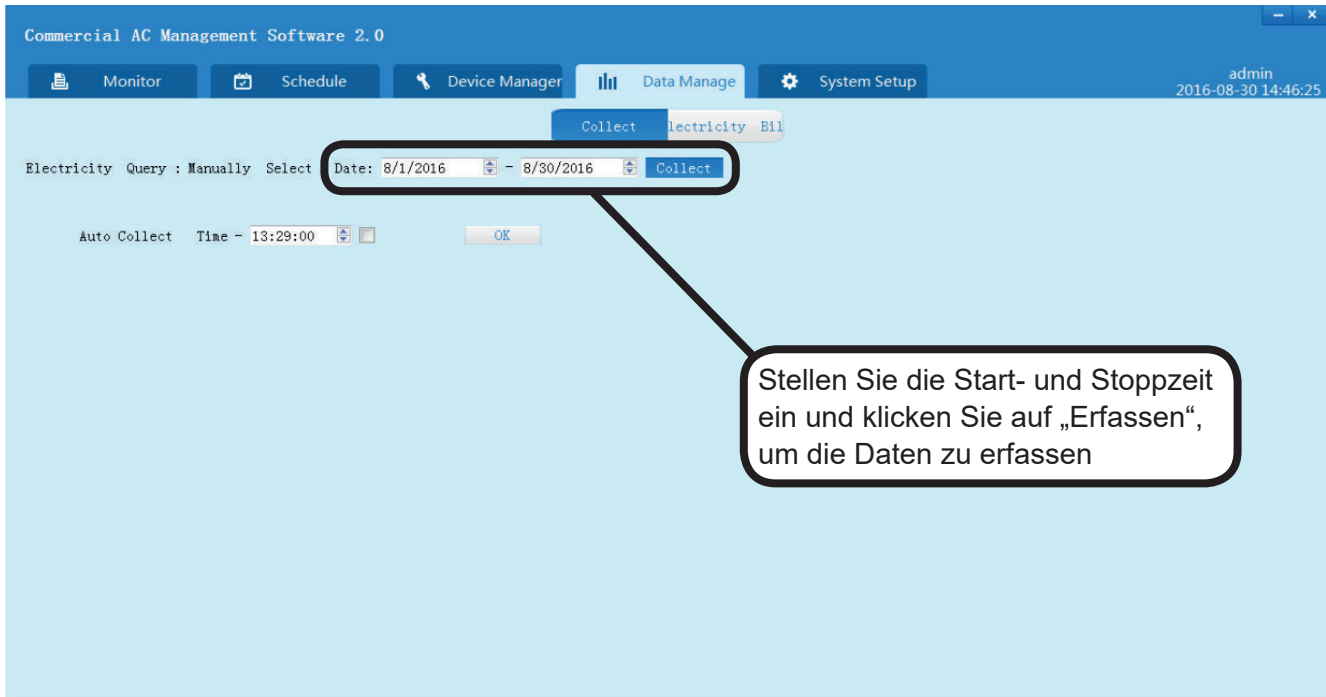 Commercial AC Management Software 2.0
Monitor Schedule Device Manager Data Manage System Setup
admin
2016-08-30 14:46:25
Collect lectricity Bil
Electricity Query : Manually Select Date: 8/1/2016 - 8/30/2016 Collect
Auto Collect Time - 13:29:00 OK
Stellen Sie die Start- und Stoppzeit
ein und klicken Sie auf „Erfassen“,
um die Daten zu erfassen